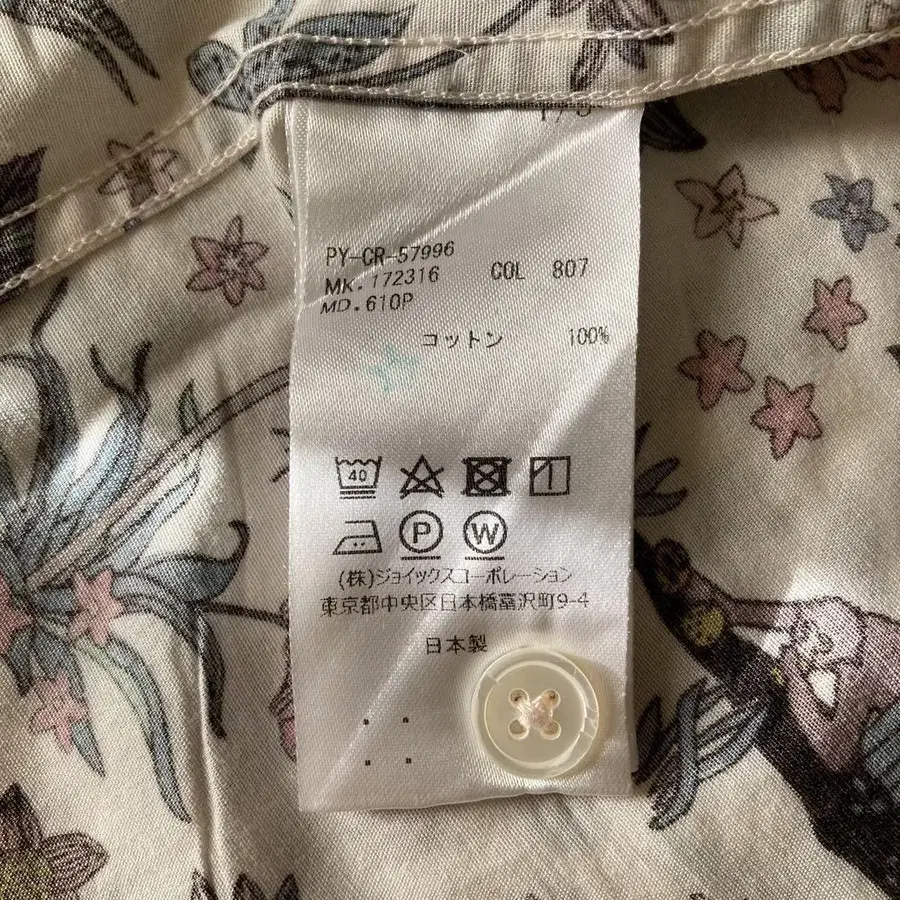 PY-CR-57996
MK.172316 COL 807
MD.610P
コットン 100%
40
P W
(株)ジョイックスコーポレーション
東京都中央区日本橋富沢町9-4
日本製